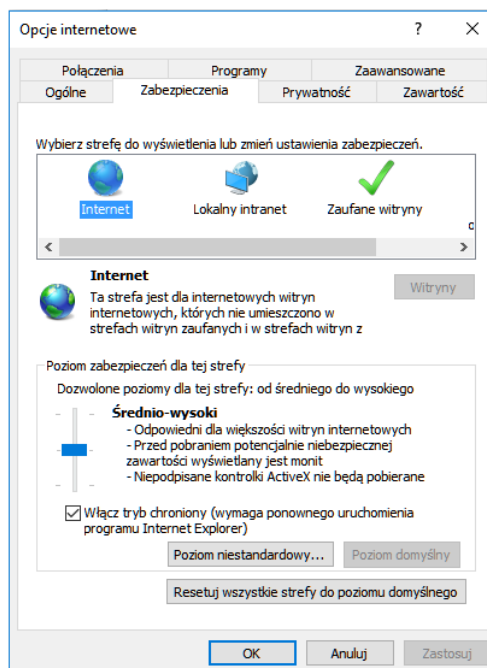 Opcje internetowe
Połączenia Programy Zaawansowane
Ogólne Zabezpieczenia Prywatność Zawartość
Wybierz strefę do wyświetlenia lub zmień ustawienia zabezpieczeń.
Internet Lokalny intranet Zaufane witryny
Internet
Witryny
Ta strefa jest dla internetowych witryn
internetowych, których nie umieszczono w
strefach witryn zaufanych i w strefach witryn z
Poziom zabezpieczeń dla tej strefy
Dozwolone poziomy dla tej strefy: od średniego do wysokiego
Średnio-wysoki
- Odpowiedni dla większości witryn internetowych
- Przed pobraniem potencjalnie niebezpiecznej
zawartości wyświetlany jest monit
- Niepodpisane kontrolki ActiveX nie będą pobierane
Włącz tryb chroniony (wymaga ponownego uruchomienia
programu Internet Explorer)
Poziom niestandardowy... Poziom domyślny
Resetuj wszystkie strefy do poziomu domyślnego
OK Anuluj Zastosuj